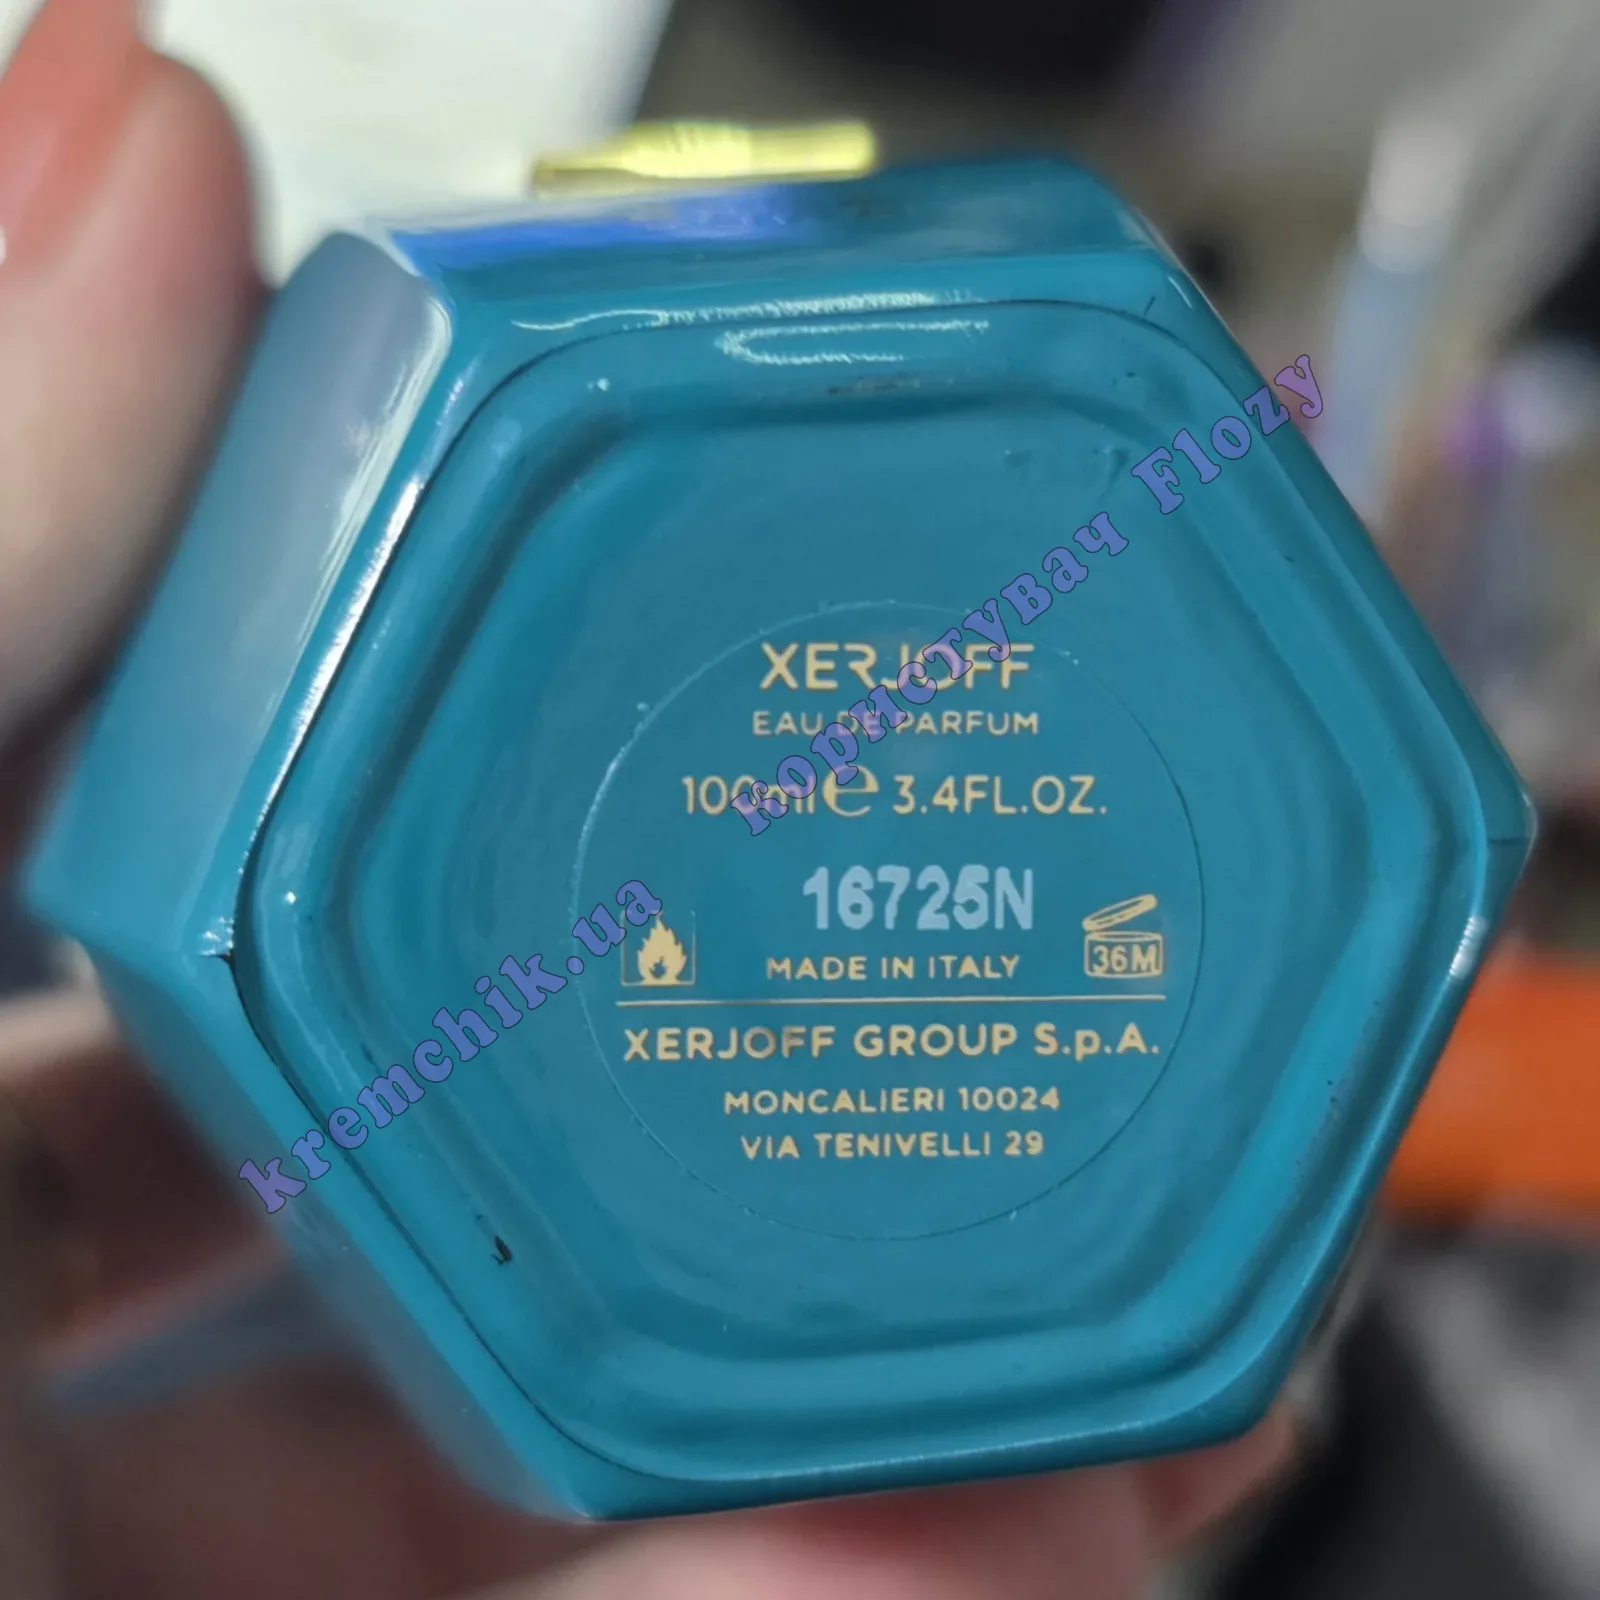 XERJOFF
EAU DE PARFUM
100ml e 3.4FL.OZ.
16725N
MADE IN ITALY
36M
XERJOFF GROUP S.p.A.
MONCALIERI 10024
VIA TENIVELLI 29
kremchik.ua користувач Flozy